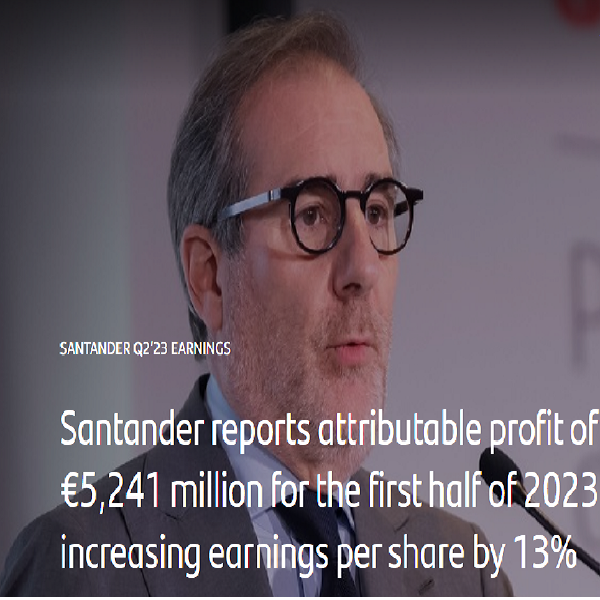 SANTANDER Q2'23 EARNINGS
Santander reports attributable profit of
€5,241 million for the first half of 2023
increasing earnings per share by 13%